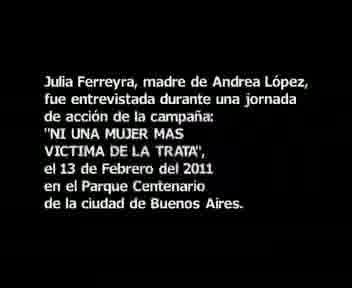 Julia Ferreyra, madre de Andrea López,
fue entrevistada durante una jornada
de acción de la campaña:
"NI UNA MUJER MAS
VICTIMA DE LA TRATA",
el 13 de Febrero del 2011
en el Parque Centenario
de la ciudad de Buenos Aires.